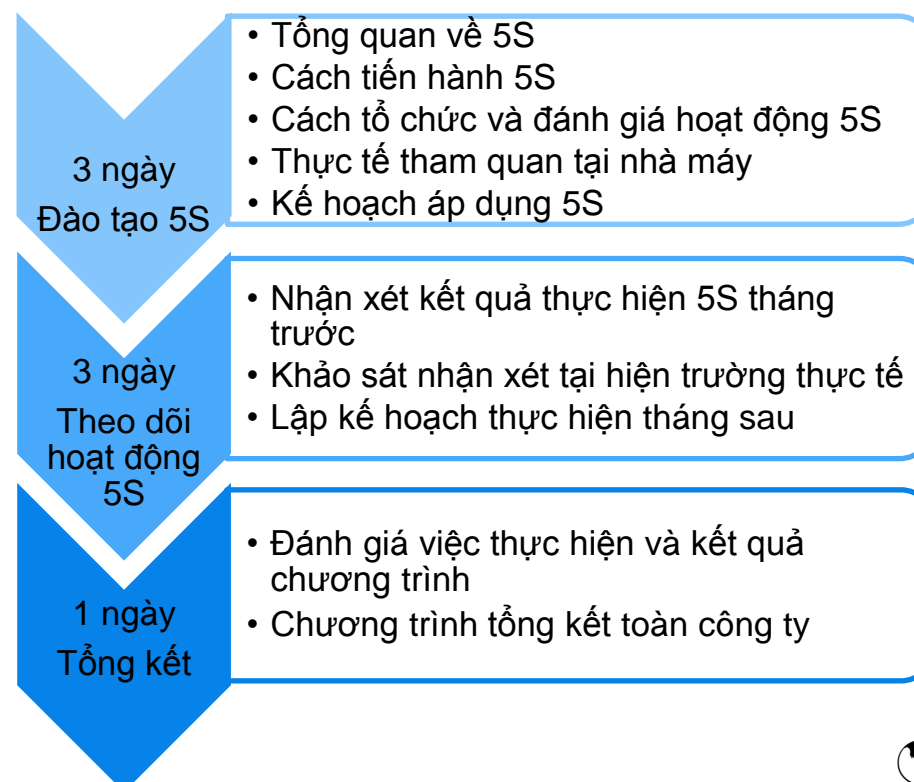 • Tổng quan về 5S
• Cách tiến hành 5S
• Cách tổ chức và đánh giá hoạt động 5S
• Thực tế tham quan tại nhà máy
• Kế hoạch áp dụng 5S
3 ngày
Đào tạo 5S
• Nhận xét kết quả thực hiện 5S tháng
trước
• Khảo sát nhận xét tại hiện trường thực tế
• Lập kế hoạch thực hiện tháng sau
3 ngày
Theo dõi
hoạt động
5S
• Đánh giá việc thực hiện và kết quả
chương trình
• Chương trình tổng kết toàn công ty
1 ngày
Tổng kết